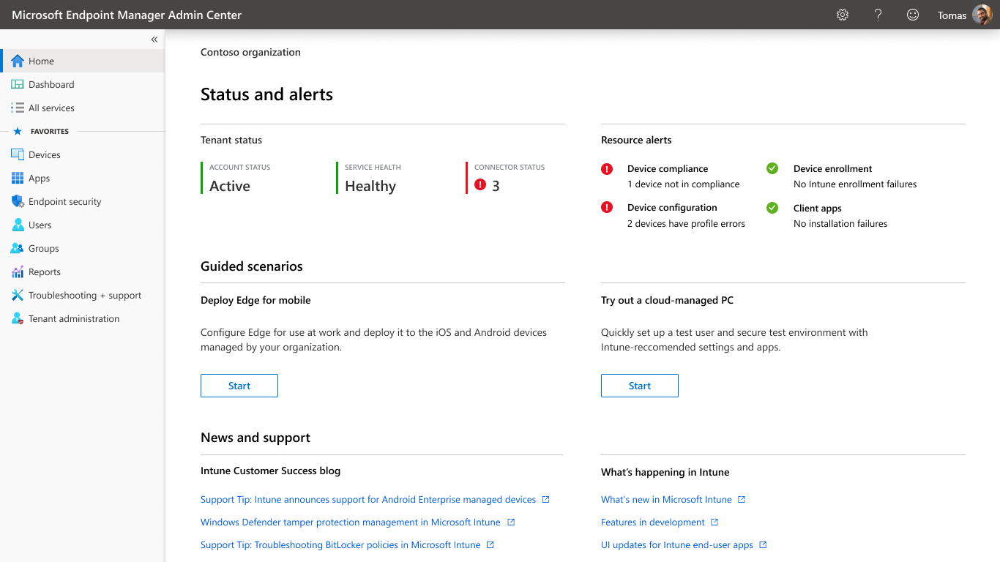 Microsoft Endpoint Manager Admin Center
Tomas
Home
Dashboard
All services
FAVORITES
Devices
Apps
Endpoint security
Users
Groups
Reports
Troubleshooting + support
Tenant administration
Contoso organization
Status and alerts
Tenant status
ACCOUNT STATUS
Active
SERVICE HEALTH
Healthy
CONNECTOR STATUS
3
Resource alerts
Device compliance
1 device not in compliance
Device enrollment
No Intune enrollment failures
Device configuration
2 devices have profile errors
Client apps
No installation failures
Guided scenarios
Deploy Edge for mobile
Configure Edge for use at work and deploy it to the iOS and Android devices
managed by your organization.
Start
Try out a cloud-managed PC
Quickly set up a test user and secure test environment with
Intune-reccomended settings and apps.
Start
News and support
Intune Customer Success blog
Support Tip: Intune announces support for Android Enterprise managed devices
Windows Defender tamper protection management in Microsoft Intune
Support Tip: Troubleshooting BitLocker policies in Microsoft Intune
What's happening in Intune
What's new in Microsoft Intune
Features in development
UI updates for Intune end-user apps